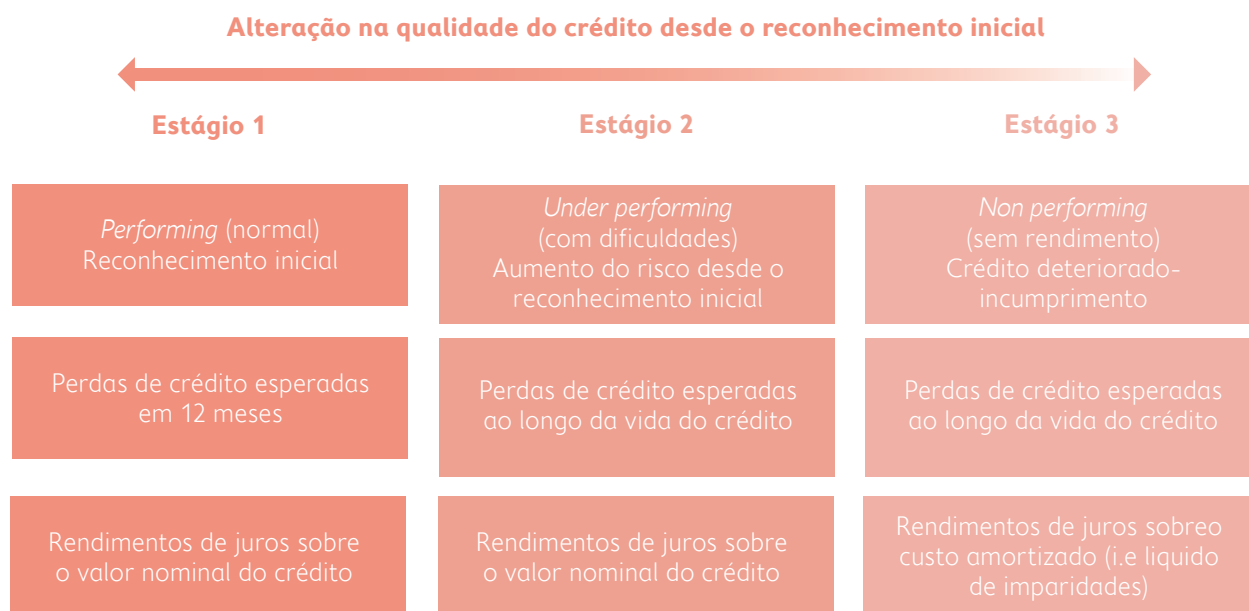 Alteração na qualidade do crédito desde o reconhecimento inicial
Estágio 1
Estágio 2
Estágio 3
Performing (normal)
Reconhecimento inicial
Under performing
(com dificuldades)
Aumento do risco desde o
reconhecimento inicial
Non performing
(sem rendimento)
Crédito deteriorado-
incumprimento
Perdas de crédito esperadas
em 12 meses
Perdas de crédito esperadas
ao longo da vida do crédito
Perdas de crédito esperadas
ao longo da vida do crédito
Rendimentos de juros sobre
o valor nominal do crédito
Rendimentos de juros sobre
o valor nominal do crédito
Rendimentos de juros sobreo
custo amortizado (i.e liquido
de imparidades)